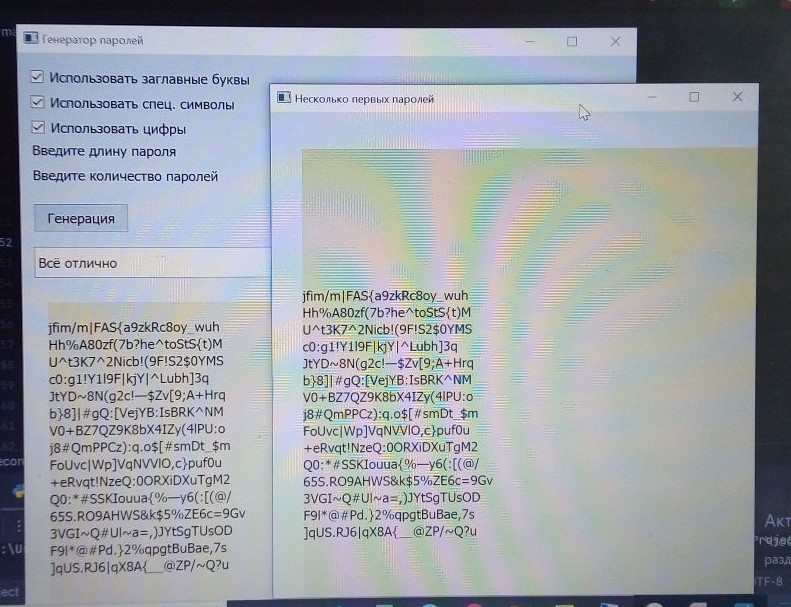 Генератор паролей
Использовать заглавные буквы
Использовать спец. символы
Использовать цифры
Введите длину пароля
Введите количество паролей
Генерация
Всё отлично
jfim/m|FAS{a9zkRc8oy_wuh
Hh%A80zf(7b?he^toStS{t)M
U^t3K7^2Nicb!(9F!S2$0YMS
c0:g1!Y1l9F|kjY|^Lubh]3q
JtYD~8N(g2c!—$Zv[9;A+Hrq
b}8]|#gQ:[VejYB:IsBRK^NM
V0+BZ7QZ9K8bX4IZy(4lPU:o
j8#QmPPCz):q.o$[#smDt_$m
FoUvc|Wp]VqNVVlO,c}puf0u
+eRvqt!NzeQ:0ORXiDXuTgM2
Q0:*#SSKIouua{%—y6(:[(@/
65S.RO9AHWS&k$5%ZE6c=9Gv
3VGI~Q#Ul~a=,)JYtSgTUsOD
F9l*@#Pd.}2%qpgtBuBae,7s
]qUS.RJ6|qX8A{__@ZP/~Q?u
Несколько первых паролей
jfim/m|FAS{a9zkRc8oy_wuh
Hh%A80zf(7b?he^toStS{t)M
U^t3K7^2Nicb!(9F!S2$0YMS
c0:g1!Y1l9F|kjY|^Lubh]3q
JtYD~8N(g2c!—$Zv[9;A+Hrq
b}8]|#gQ:[VejYB:IsBRK^NM
V0+BZ7QZ9K8bX4IZy(4lPU:o
j8#QmPPCz):q.o$[#smDt_$m
FoUvc|Wp]VqNVVlO,c}puf0u
+eRvqt!NzeQ:0ORXiDXuTgM2
Q0:*#SSKIouua{%—y6(:[(@/
65S.RO9AHWS&k$5%ZE6c=9Gv
3VGI~Q#Ul~a=,)JYtSgTUsOD
F9l*@#Pd.}2%qpgtBuBae,7s
]qUS.RJ6|qX8A{__@ZP/~Q?u
52
Акт
разд
TF-8